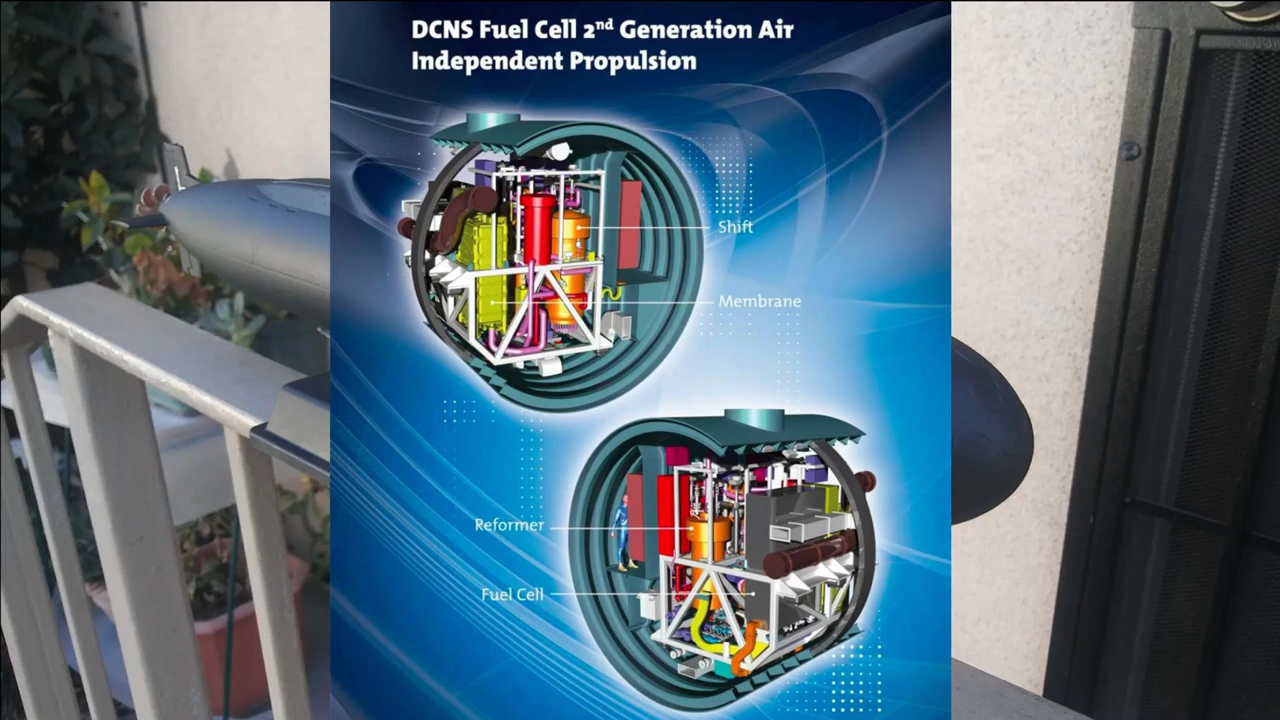 DCNS Fuel Cell 2nd Generation Air
Independent Propulsion
Shift
Membrane
Reformer
Fuel Cell